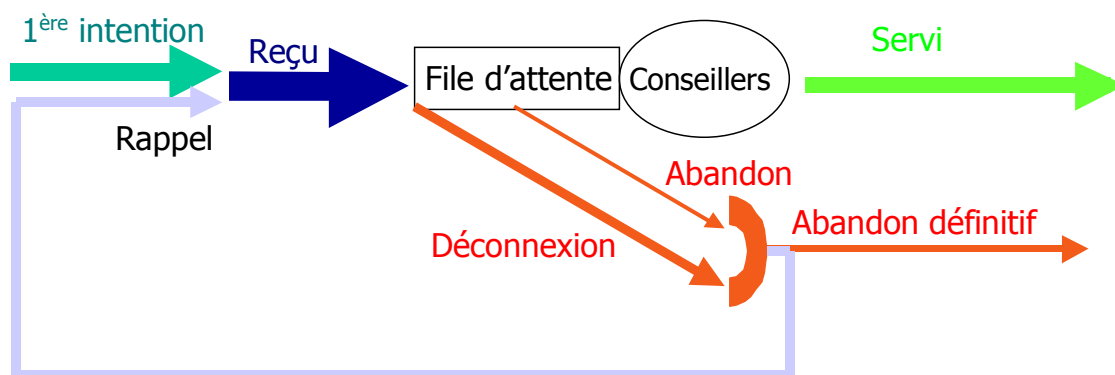 1ère intention
Reçu
Servi
File d'attente
Conseillers
Rappel
Abandon
Abandon définitif
Déconnexion